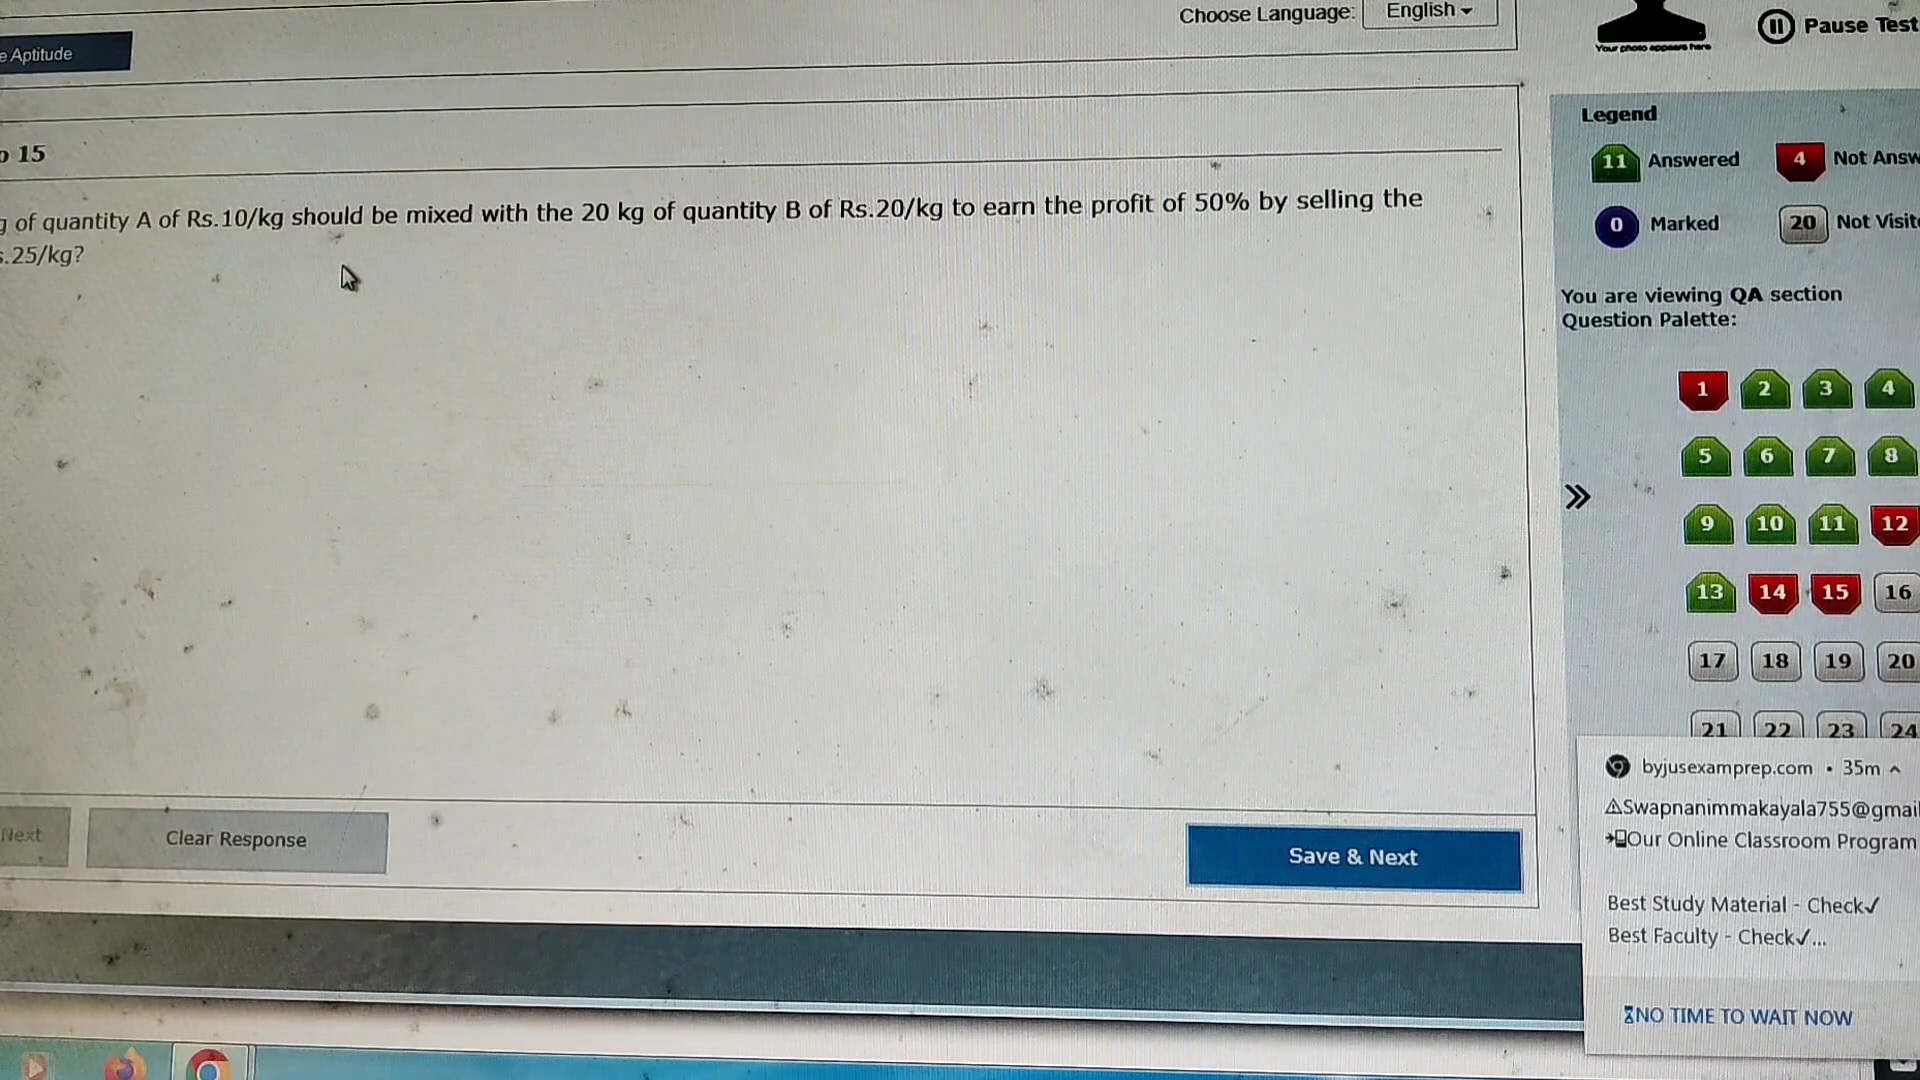 Choose Language: English
Your photo appears here
Pause Test
e Aptitude
Legend
11 Answered
4 Not Answ
0 Marked
20 Not Visit
o 15
g of quantity A of Rs.10/kg should be mixed with the 20 kg of quantity B of Rs.20/kg to earn the profit of 50% by selling the
s.25/kg?
You are viewing QA section
Question Palette:
1 2 3 4
5 6 7 8
9 10 11 12
13 14 15 16
17 18 19 20
21 22 23 24
byjusexamprep.com • 35m
⚠Swapnanimmakayala755@gmail
Our Online Classroom Program
Best Study Material - Check✓
Best Faculty - Check✓...
⌛NO TIME TO WAIT NOW
Next
Clear Response
Save & Next